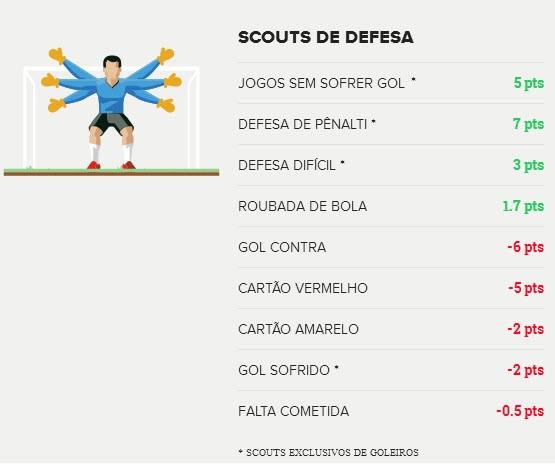 SCOUTS DE DEFESA
JOGOS SEM SOFRER GOL * 5 pts
DEFESA DE PÊNALTI * 7 pts
DEFESA DIFÍCIL * 3 pts
ROUBADA DE BOLA 1.7 pts
GOL CONTRA -6 pts
CARTÃO VERMELHO -5 pts
CARTÃO AMARELO -2 pts
GOL SOFRIDO * -2 pts
FALTA COMETIDA -0.5 pts
* SCOUTS EXCLUSIVOS DE GOLEIROS